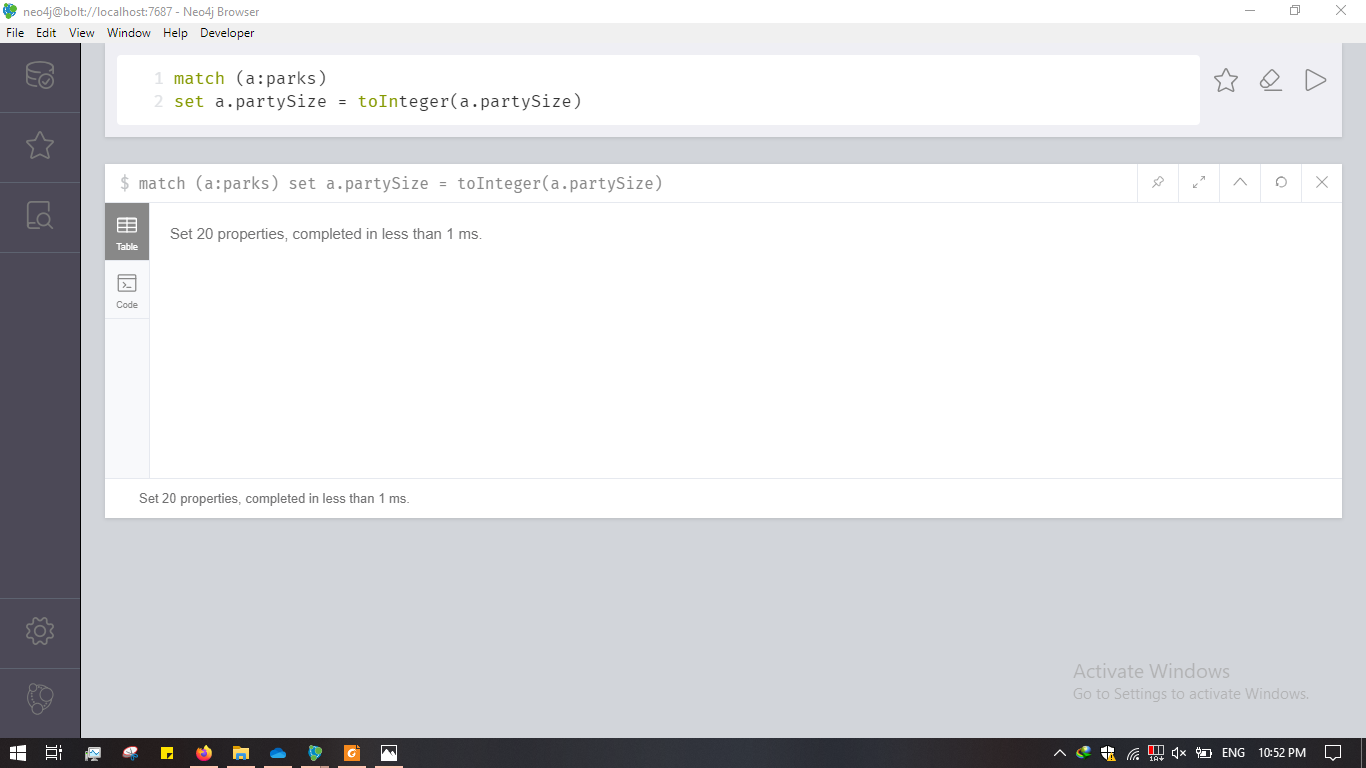 neo4j@bolt://localhost:7687 - Neo4j Browser
File Edit View Window Help Developer
1 match (a:parks)
2 set a.partySize = toInteger(a.partySize)
$ match (a:parks) set a.partySize = toInteger(a.partySize)
Table
Set 20 properties, completed in less than 1 ms.
Code
Set 20 properties, completed in less than 1 ms.
Activate Windows
Go to Settings to activate Windows.
ENG 10:52 PM